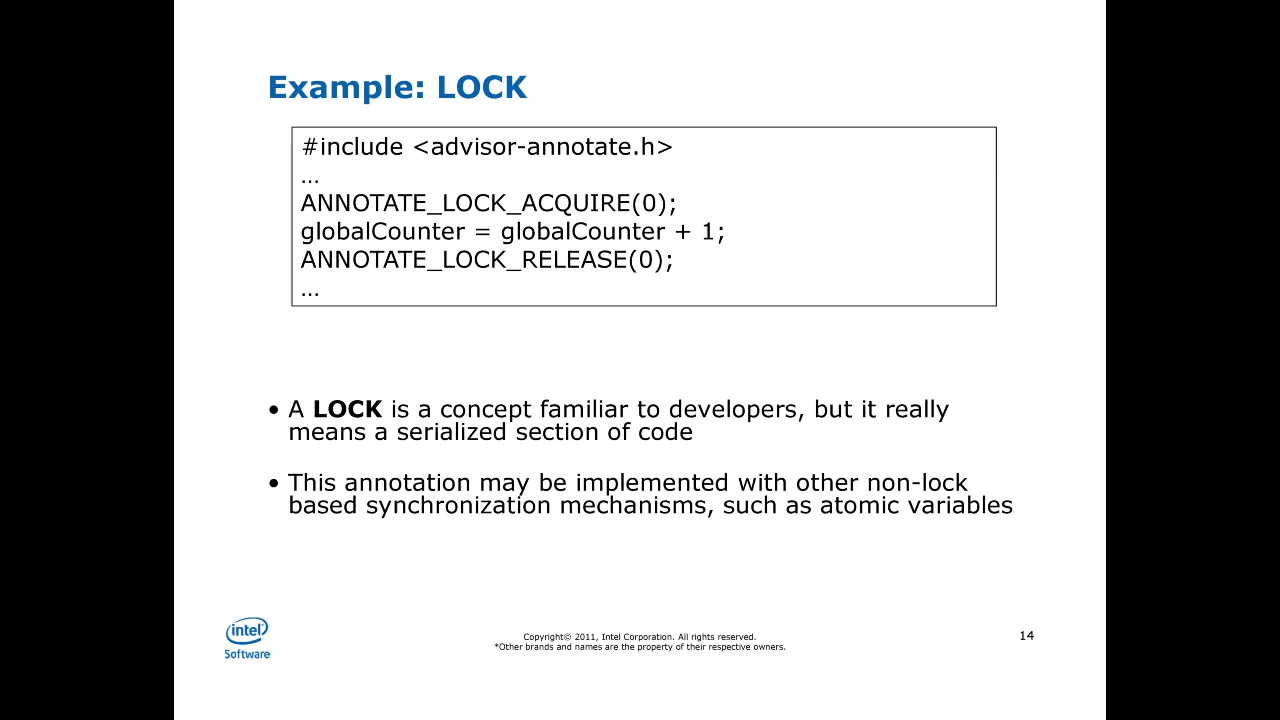 Example: LOCK
#include <advisor-annotate.h>
…
ANNOTATE_LOCK_ACQUIRE(0);
globalCounter = globalCounter + 1;
ANNOTATE_LOCK_RELEASE(0);
…
• A LOCK is a concept familiar to developers, but it really
means a serialized section of code
• This annotation may be implemented with other non-lock
based synchronization mechanisms, such as atomic variables
intel
Software
Copyright© 2011, Intel Corporation. All rights reserved.
*Other brands and names are the property of their respective owners.
14